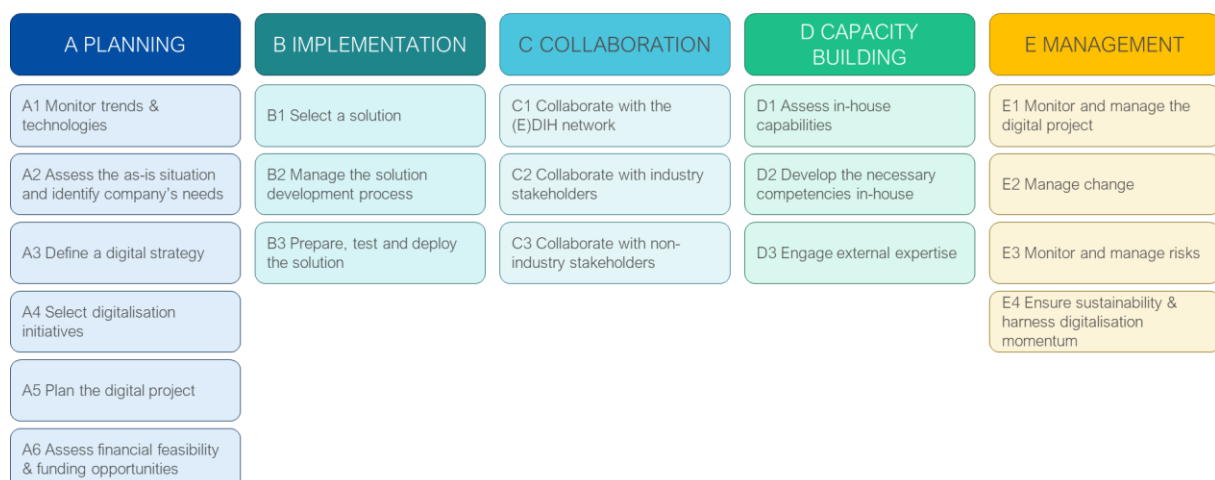 A PLANNING
A1 Monitor trends &
technologies
A2 Assess the as-is situation
and identify company's needs
A3 Define a digital strategy
A4 Select digitalisation
initiatives
A5 Plan the digital project
A6 Assess financial feasibility
& funding opportunities
B IMPLEMENTATION
B1 Select a solution
B2 Manage the solution
development process
B3 Prepare, test and deploy
the solution
C COLLABORATION
C1 Collaborate with the
(E)DIH network
C2 Collaborate with industry
stakeholders
C3 Collaborate with non-
industry stakeholders
D CAPACITY
BUILDING
D1 Assess in-house
capabilities
D2 Develop the necessary
competencies in-house
D3 Engage external expertise
E MANAGEMENT
E1 Monitor and manage the
digital project
E2 Manage change
E3 Monitor and manage risks
E4 Ensure sustainability &
harness digitalisation
momentum